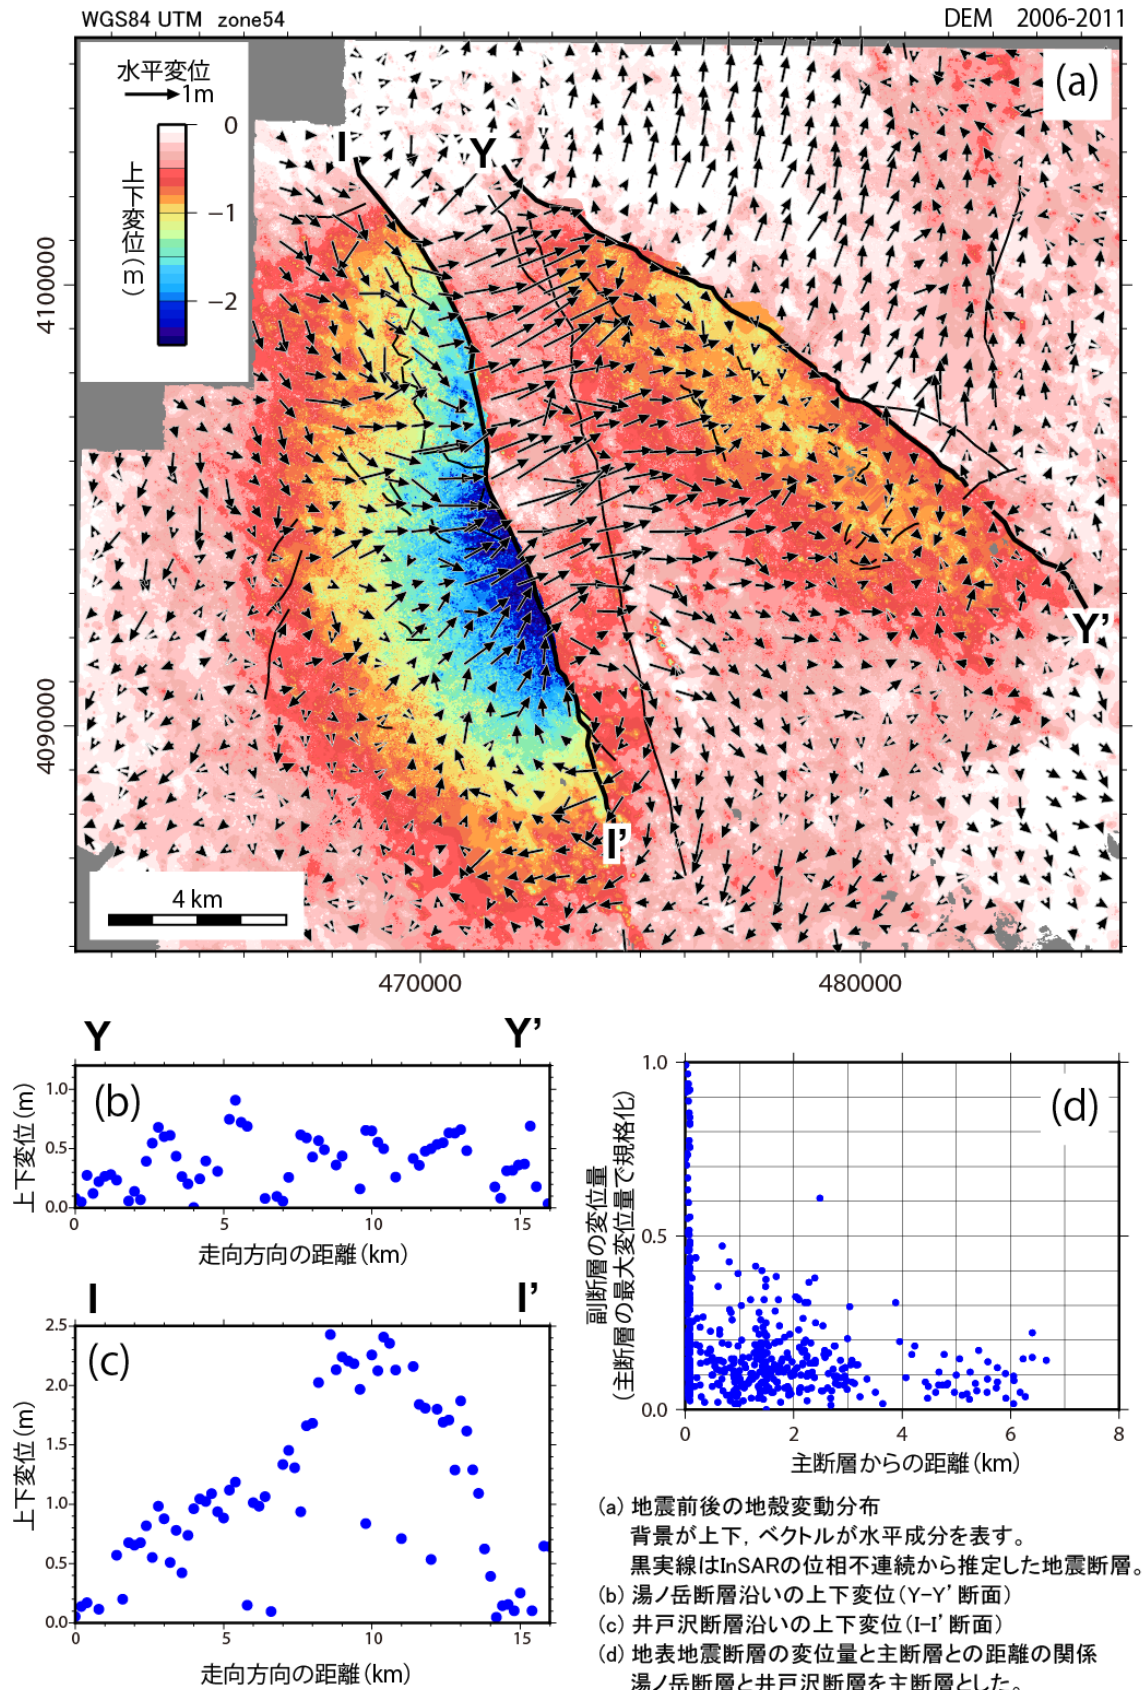 WGS84 UTM zone54
DEM 2006-2011
水平変位
1m
(a)
上下変位(m)
0
−1
−2
I
Y
Y’
I’
4100000
4090000
4 km
470000
480000
Y
Y’
(b)
上下変位(m)
1.0
0.5
0.0
0
5
10
15
走向方向の距離(km)
I
I’
(c)
上下変位(m)
2.5
2.0
1.5
1.0
0.5
0.0
0
5
10
15
走向方向の距離(km)
(d)
副断層の変位量
(主断層の最大変位量で規格化)
1.0
0.5
0.0
0
2
4
6
8
主断層からの距離(km)
(a) 地震前後の地殻変動分布
背景が上下，ベクトルが水平成分を表す。
黒実線はInSARの位相不連続から推定した地震断層。
(b) 湯ノ岳断層沿いの上下変位(Y-Y’断面)
(c) 井戸沢断層沿いの上下変位(I-I’断面)
(d) 地表地震断層の変位量と主断層との距離の関係
湯ノ岳断層と井戸沢断層を主断層とした。